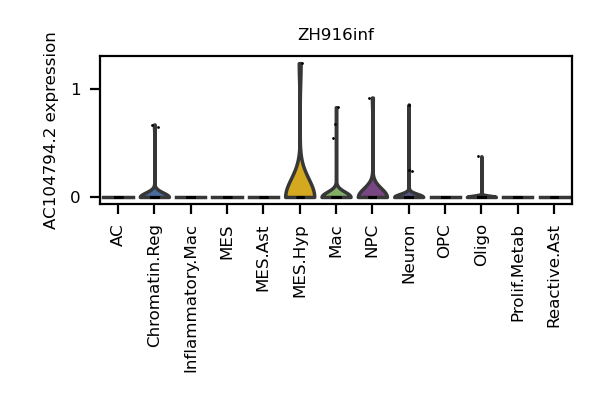 ZH916inf
AC104794.2 expression
1
0
AC
Chromatin.Reg
Inflammatory.Mac
MES
MES.Ast
MES.Hyp
Mac
NPC
Neuron
OPC
Oligo
Prolif.Metab
Reactive.Ast